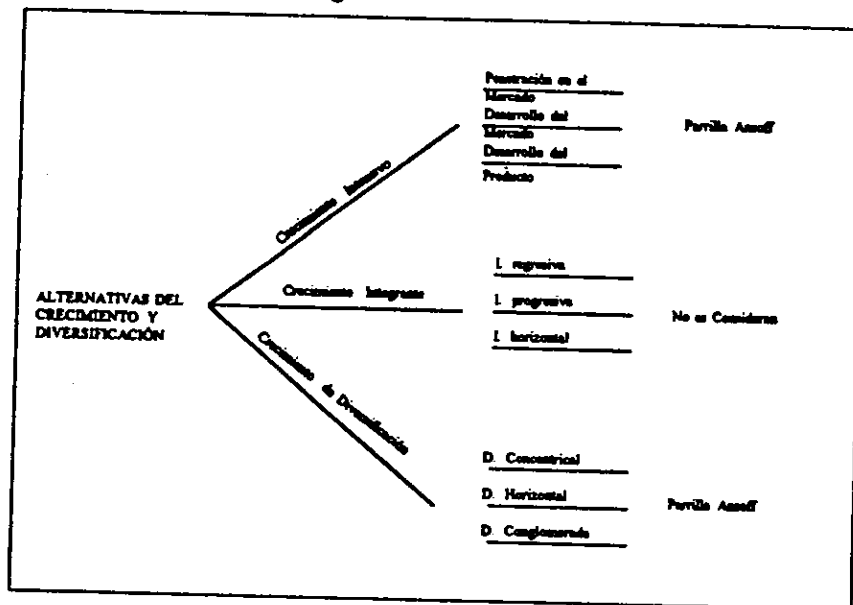 Penetración en el
Mercado
Desarrollo del
Mercado
Desarrollo del
Producto
Parrilla Ansoff
Crecimiento Intensivo
ALTERNATIVAS DEL
CRECIMIENTO Y
DIVERSIFICACIÓN
Crecimiento Integrante
I. regresiva
I. progresiva
I. horizontal
No se Consideran
Crecimiento de Diversificación
D. Concentrical
D. Horizontal
D. Conglomerada
Parrilla Ansoff